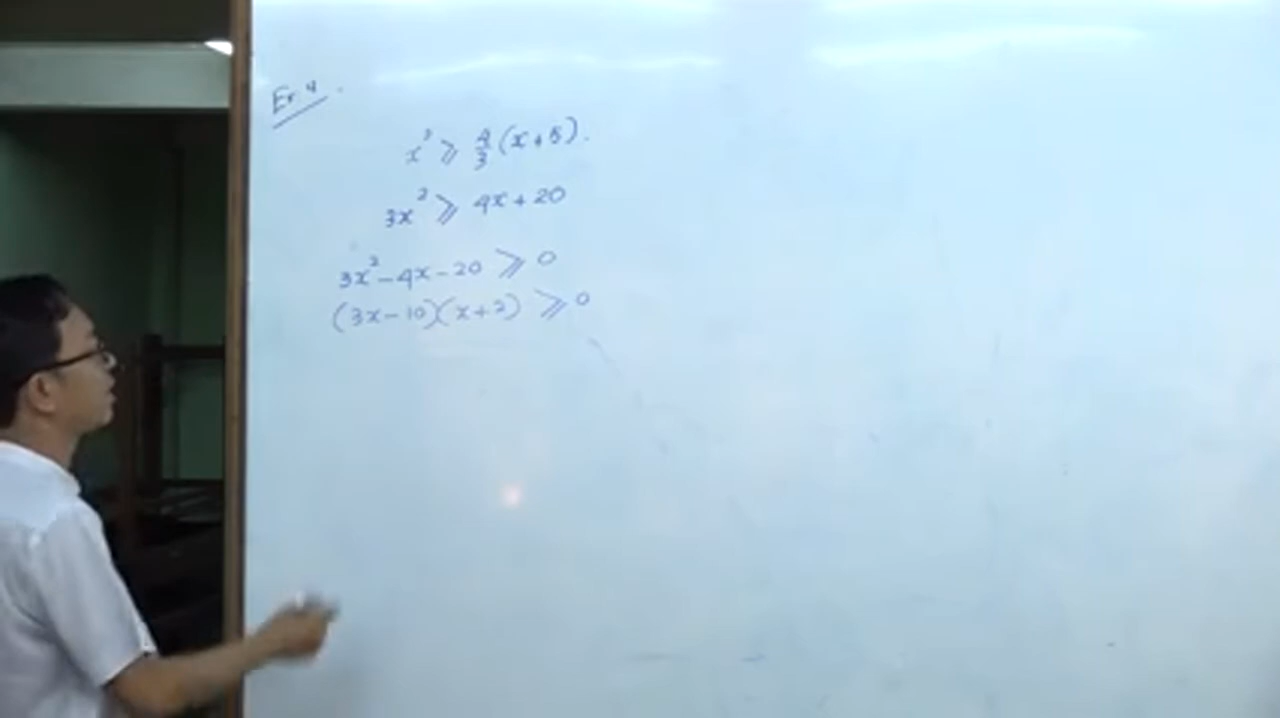 Ex 4.
x² ⩾ 4/3 (x+5).
3x² ⩾ 4x+20
3x²-4x-20 ⩾ 0
(3x-10)(x+2) ⩾ 0